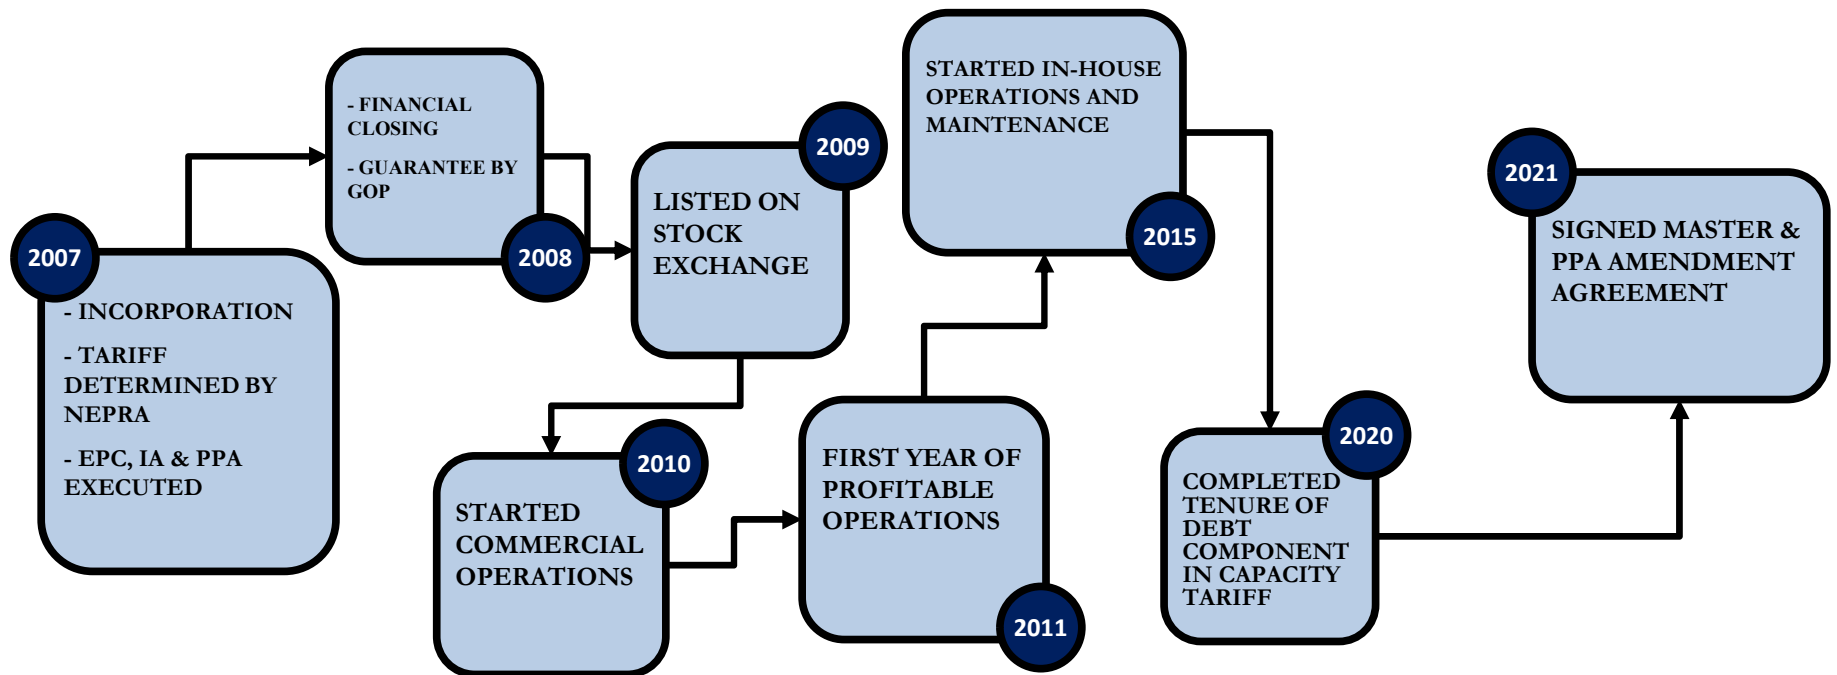 2007
- INCORPORATION
- TARIFF
DETERMINED BY
NEPRA
- EPC, IA & PPA
EXECUTED
- FINANCIAL
CLOSING
- GUARANTEE BY
GOP
2008
2009
LISTED ON
STOCK
EXCHANGE
2010
STARTED
COMMERCIAL
OPERATIONS
FIRST YEAR OF
PROFITABLE
OPERATIONS
2011
STARTED IN-HOUSE
OPERATIONS AND
MAINTENANCE
2015
2020
COMPLETED
TENURE OF
DEBT
COMPONENT
IN CAPACITY
TARIFF
2021
SIGNED MASTER &
PPA AMENDMENT
AGREEMENT